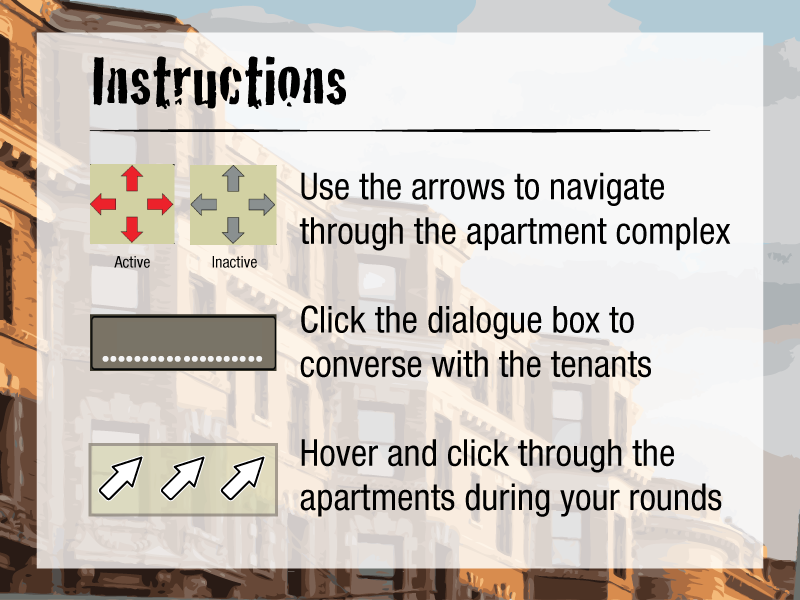 Instructions
Use the arrows to navigate
through the apartment complex
Active
Inactive
Click the dialogue box to
converse with the tenants
Hover and click through the
apartments during your rounds